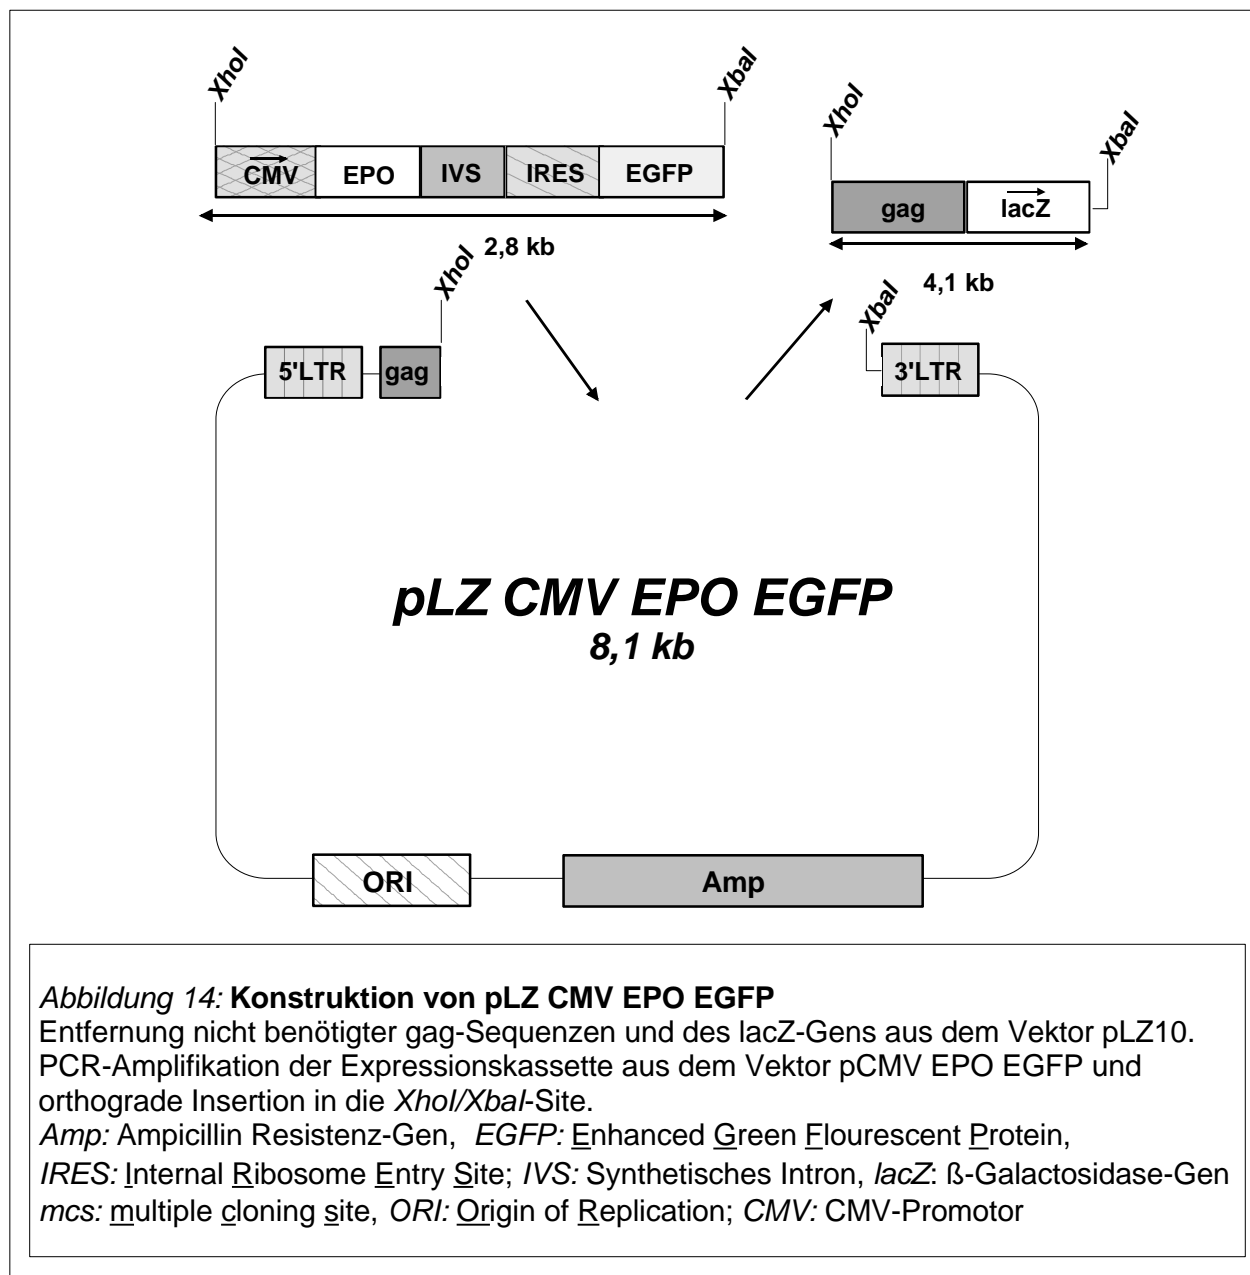 XhoI
XbaI
CMV EPO IVS IRES EGFP
2,8 kb
XhoI
XbaI
gag lacZ
4,1 kb
XhoI
XbaI
5'LTR gag
3'LTR
pLZ CMV EPO EGFP
8,1 kb
ORI
Amp
Abbildung 14: Konstruktion von pLZ CMV EPO EGFP
Entfernung nicht benötigter gag-Sequenzen und des lacZ-Gens aus dem Vektor pLZ10.
PCR-Amplifikation der Expressionskassette aus dem Vektor pCMV EPO EGFP und
orthograde Insertion in die XhoI/XbaI-Site.
Amp: Ampicillin Resistenz-Gen, EGFP: Enhanced Green Flourescent Protein,
IRES: Internal Ribosome Entry Site; IVS: Synthetisches Intron, lacZ: ß-Galactosidase-Gen
mcs: multiple cloning site, ORI: Origin of Replication; CMV: CMV-Promotor